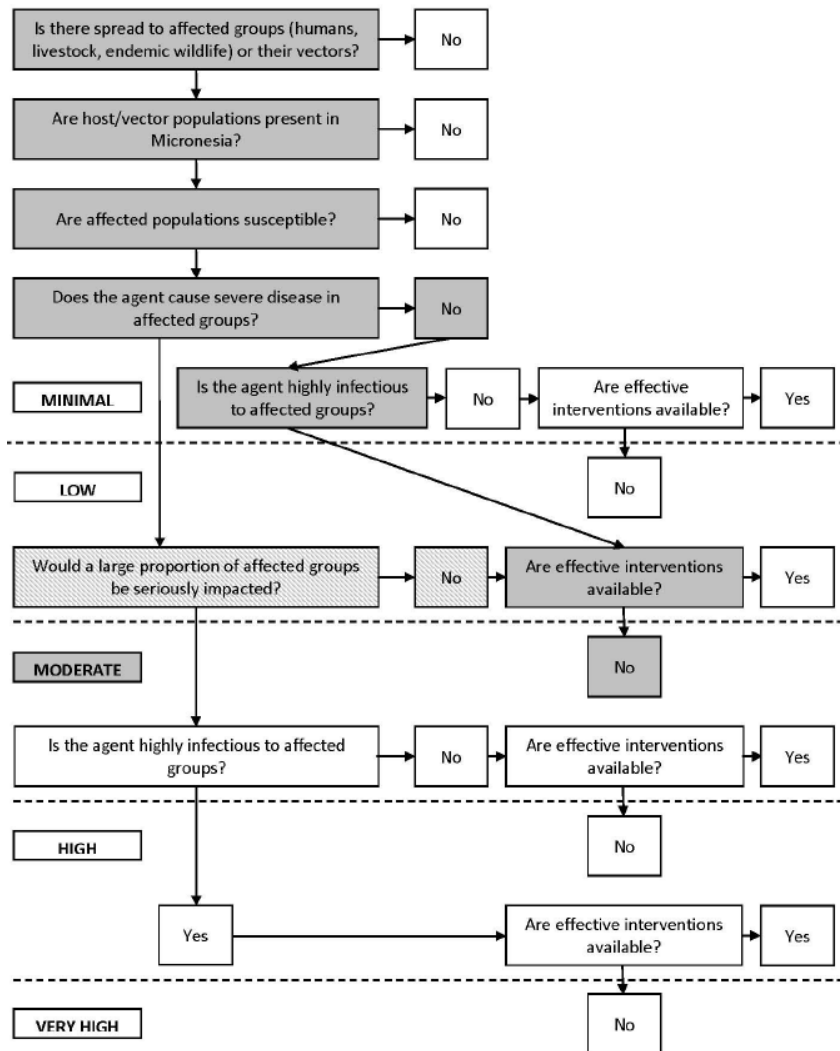 Is there spread to affected groups (humans,
livestock, endemic wildlife) or their vectors?
No
Are host/vector populations present in
Micronesia?
No
Are affected populations susceptible?
No
Does the agent cause severe disease in
affected groups?
No
MINIMAL
Is the agent highly infectious
to affected groups?
No
Are effective
interventions available?
Yes
LOW
No
Would a large proportion of affected groups
be seriously impacted?
No
Are effective interventions
available?
Yes
MODERATE
No
Is the agent highly infectious to affected
groups?
No
Are effective interventions
available?
Yes
HIGH
No
Yes
Are effective interventions
available?
Yes
VERY HIGH
No